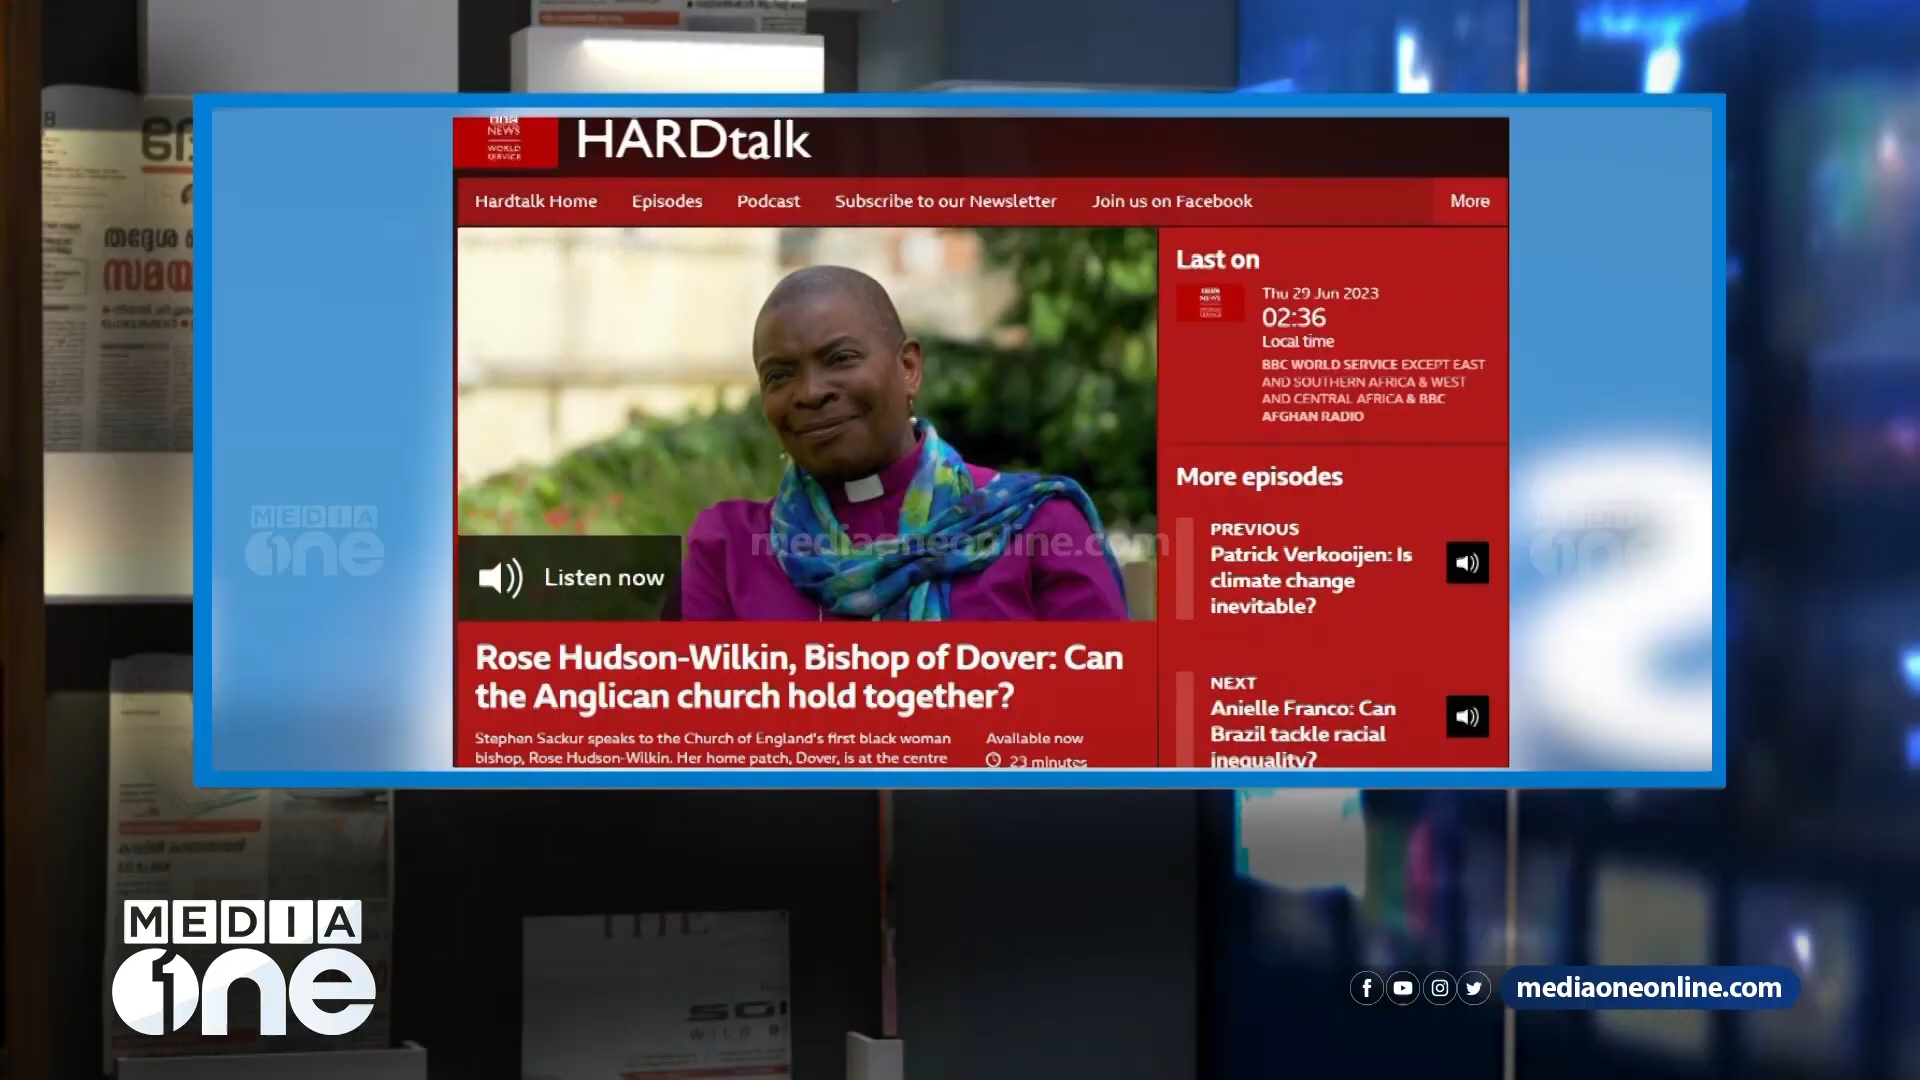 NEWS
WORLD
SERVICE
HARDtalk
Hardtalk Home
Episodes
Podcast
Subscribe to our Newsletter
Join us on Facebook
More
Last on
Thu 29 Jun 2023
02:36
Local time
BBC WORLD SERVICE EXCEPT EAST
AND SOUTHERN AFRICA & WEST
AND CENTRAL AFRICA & BBC
AFGHAN RADIO
More episodes
PREVIOUS
Patrick Verkooijen: Is
climate change
inevitable?
NEXT
Anielle Franco: Can
Brazil tackle racial
inequality?
Listen now
Rose Hudson-Wilkin, Bishop of Dover: Can
the Anglican church hold together?
Stephen Sackur speaks to the Church of England's first black woman
bishop, Rose Hudson-Wilkin. Her home patch, Dover, is at the centre
Available now
23 minutes
mediaoneonline.com
MEDIA
one
തദ്ദേശ
സമയ
THE
MEDIA
one
mediaoneonline.com